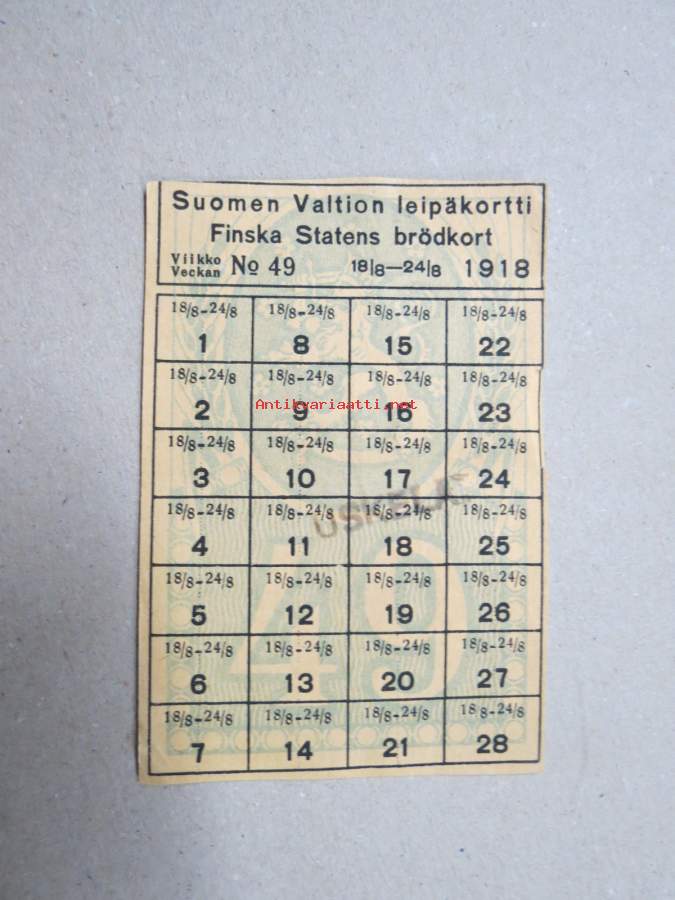 Suomen Valtion leipäkortti
Finska Statens brödkort
Viikko
Veckan No 49 18/8—24/8 1918
18/8-24/8 18/8-24/8 18/8-24/8 18/8-24/8
1 8 15 22
18/8-24/8 18/8-24/8 18/8-24/8 18/8-24/8
2 9 16 23
Antikvariaatti.net
18/8-24/8 18/8-24/8 18/8-24/8 18/8-24/8
3 10 17 24
USKELA
18/8-24/8 18/8-24/8 18/8-24/8 18/8-24/8
4 11 18 25
18/8-24/8 18/8-24/8 18/8-24/8 18/8-24/8
5 12 19 26
18/8-24/8 18/8-24/8 18/8-24/8 18/8-24/8
6 13 20 27
18/8-24/8 18/8-24/8 18/8-24/8 18 8-24/8
7 14 21 28
49